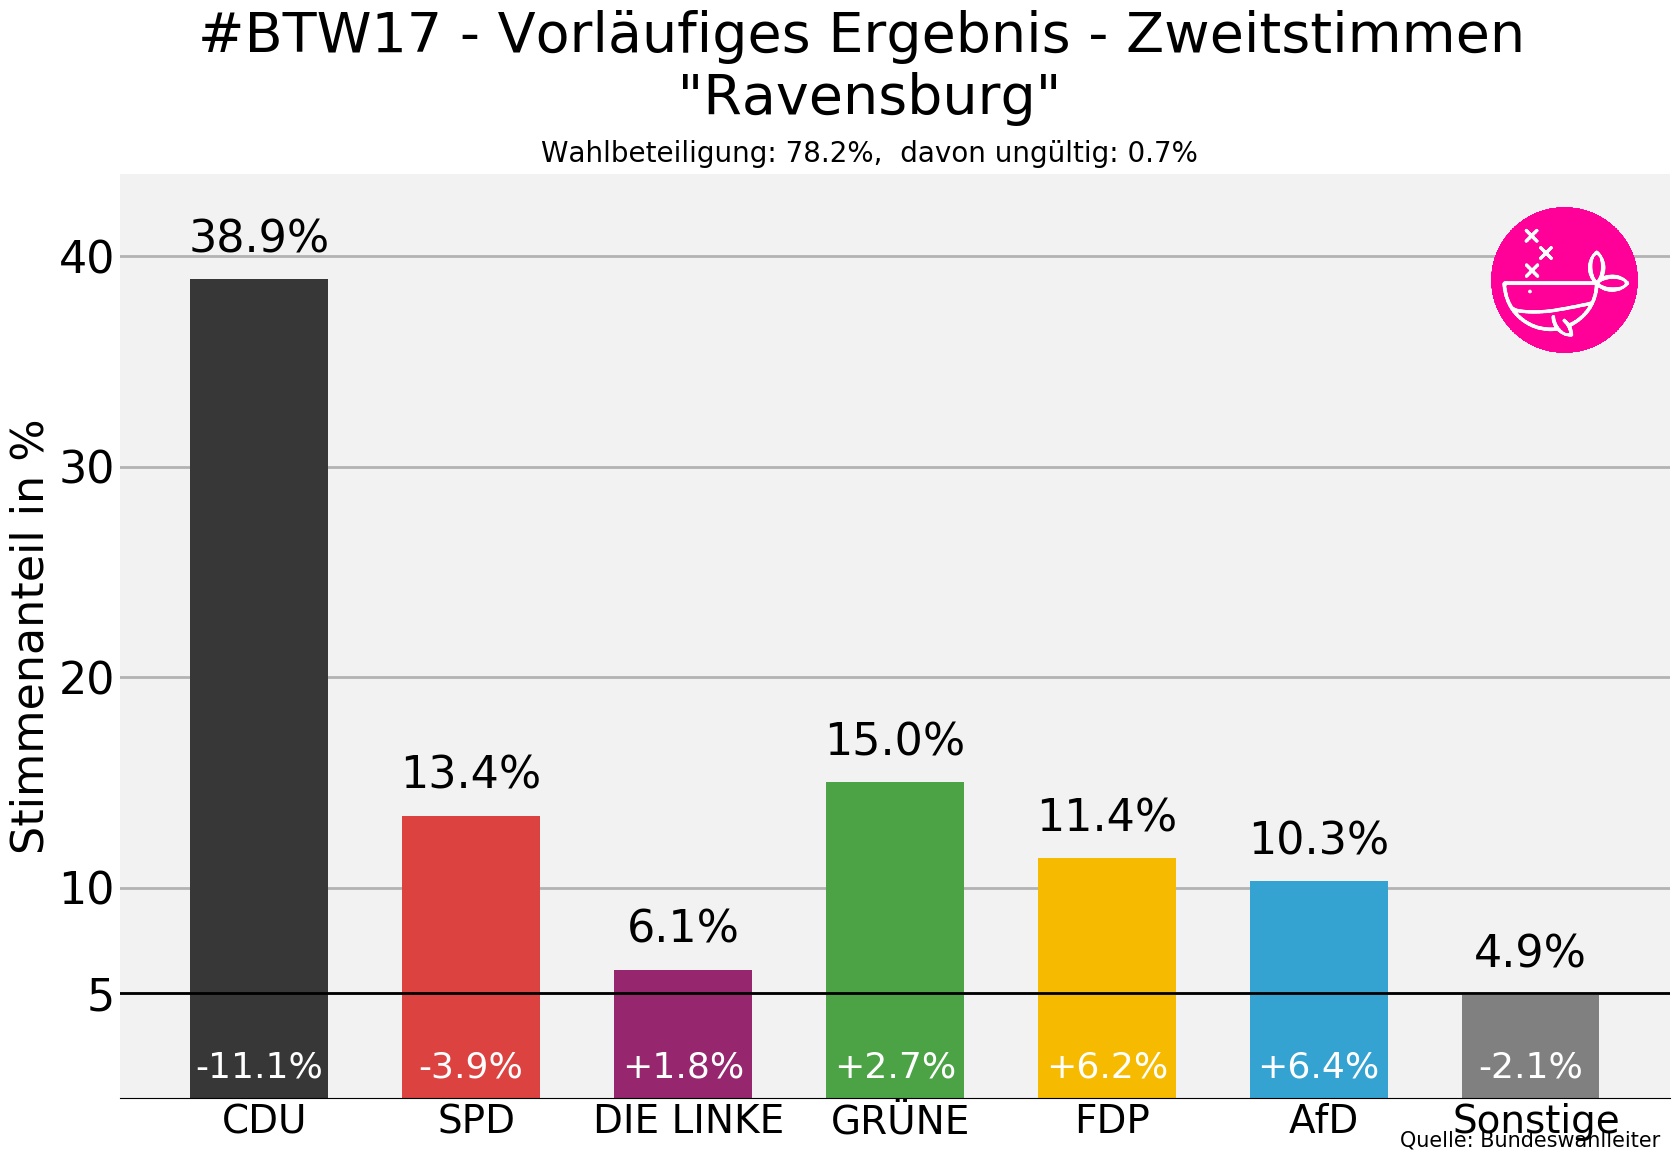 #BTW17 - Vorläufiges Ergebnis - Zweitstimmen
"Ravensburg"
Wahlbeteiligung: 78.2%,  davon ungültig: 0.7%
Stimmenanteil in %
40
30
20
10
5
38.9%
13.4%
6.1%
15.0%
11.4%
10.3%
4.9%
-11.1%
-3.9%
+1.8%
+2.7%
+6.2%
+6.4%
-2.1%
CDU
SPD
DIE LINKE
GRÜNE
FDP
AfD
Sonstige
Quelle: Bundeswahlleiter